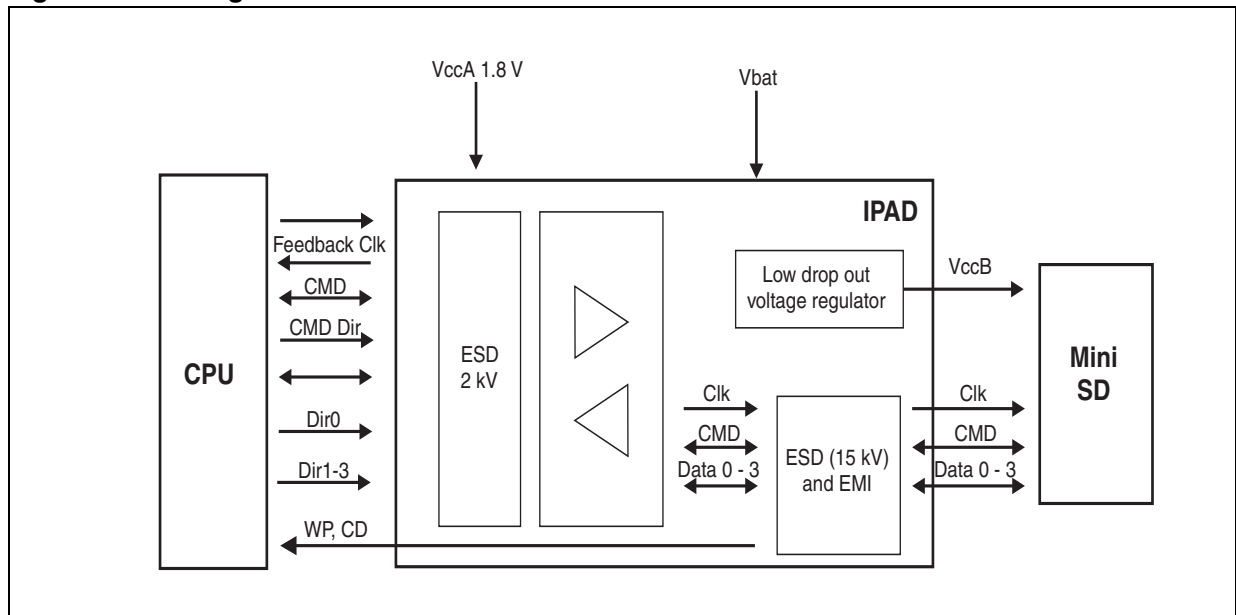 VccA 1.8 V
Vbat
CPU
Feedback Clk
CMD
CMD Dir
Dir0
Dir1-3
WP, CD
ESD
2 kV
IPAD
Low drop out
voltage regulator
VccB
Clk
CMD
Data 0 - 3
ESD (15 kV)
and EMI
Clk
CMD
Data 0 - 3
Mini
SD